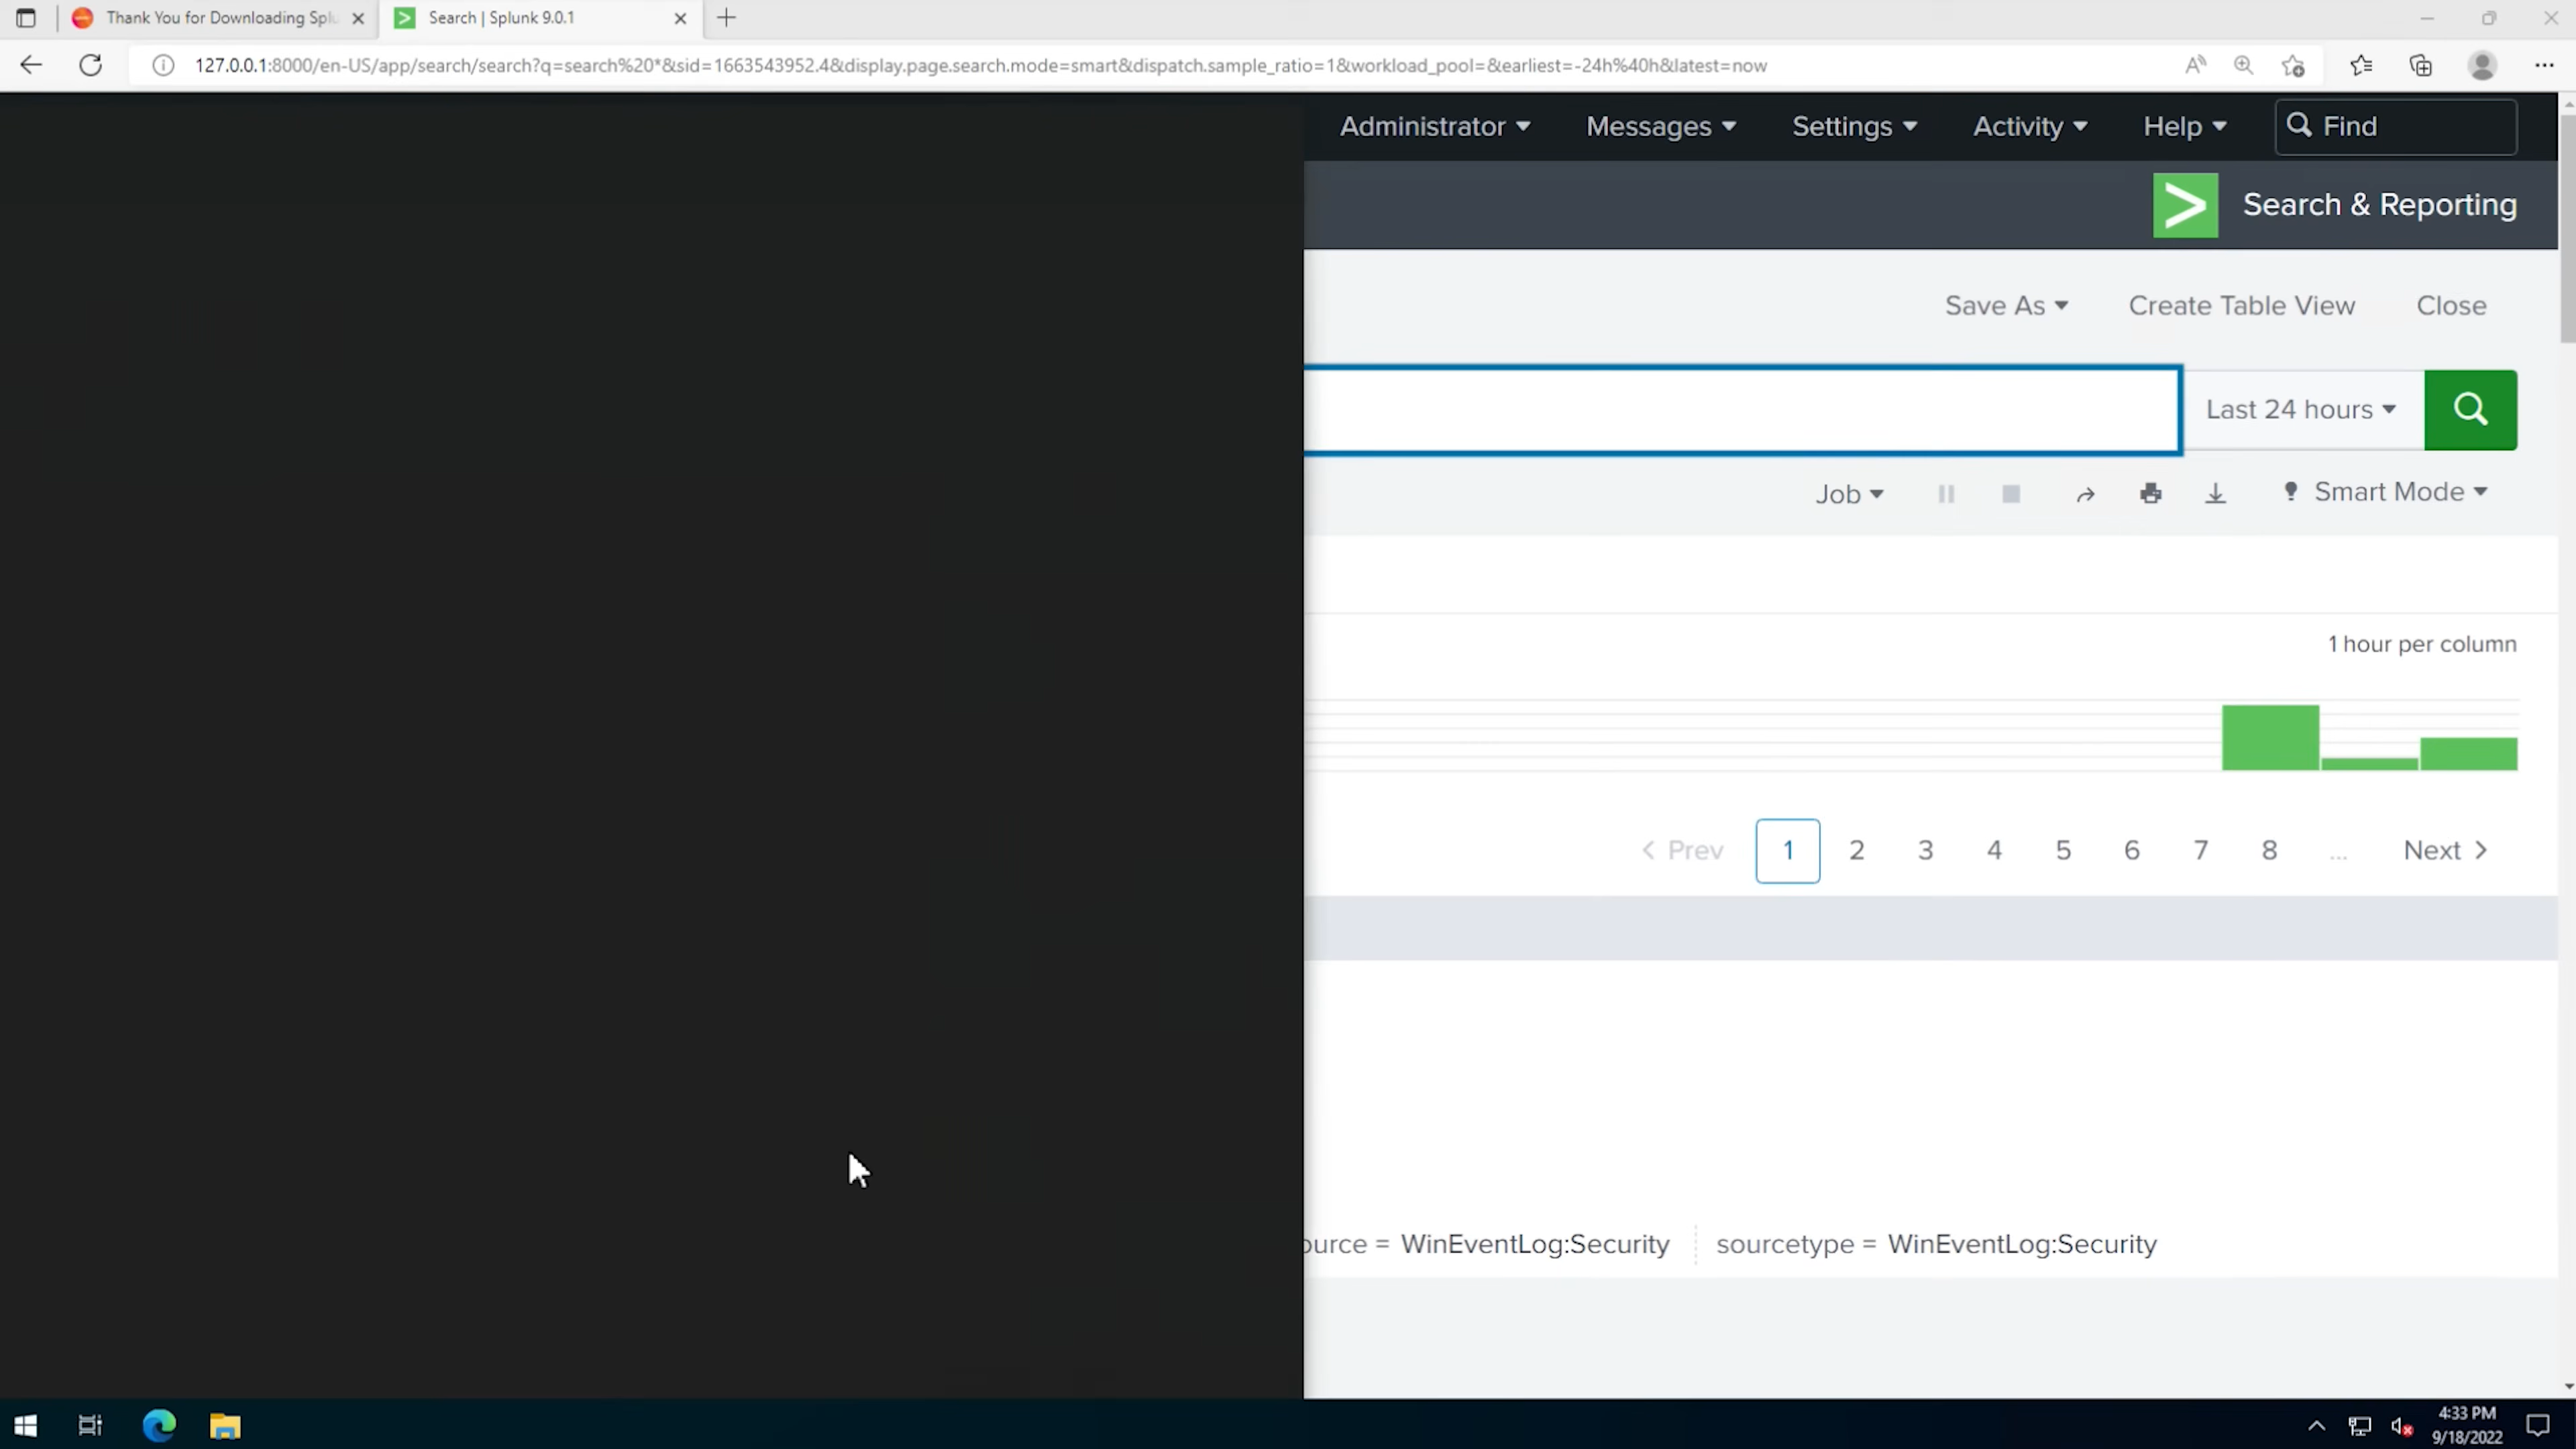 Thank You for Downloading Splu
Search | Splunk 9.0.1
127.0.0.1:8000/en-US/app/search/search?q=search%20*&sid=1663543952.4&display.page.search.mode=smart&dispatch.sample_ratio=1&workload_pool=&earliest=-24h%40h&latest=now
Administrator Messages Settings Activity Help Find
Search & Reporting
Save As Create Table View Close
Last 24 hours
Job Smart Mode
1 hour per column
< Prev 1 2 3 4 5 6 7 8 ... Next >
ource = WinEventLog:Security sourcetype = WinEventLog:Security
4:33 PM
9/18/2022